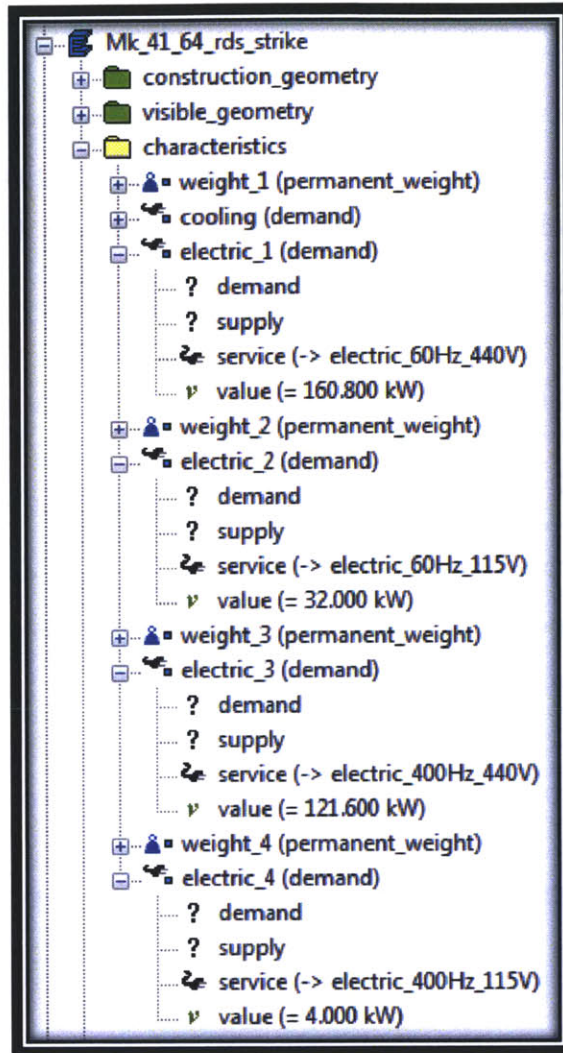 Mk_41_64_rds_strike
construction_geometry
visible_geometry
characteristics
weight_1 (permanent_weight)
cooling (demand)
electric_1 (demand)
? demand
? supply
service (-> electric_60Hz_440V)
ν value (= 160.800 kW)
weight_2 (permanent_weight)
electric_2 (demand)
? demand
? supply
service (-> electric_60Hz_115V)
ν value (= 32.000 kW)
weight_3 (permanent_weight)
electric_3 (demand)
? demand
? supply
service (-> electric_400Hz_440V)
ν value (= 121.600 kW)
weight_4 (permanent_weight)
electric_4 (demand)
? demand
? supply
service (-> electric_400Hz_115V)
ν value (= 4.000 kW)